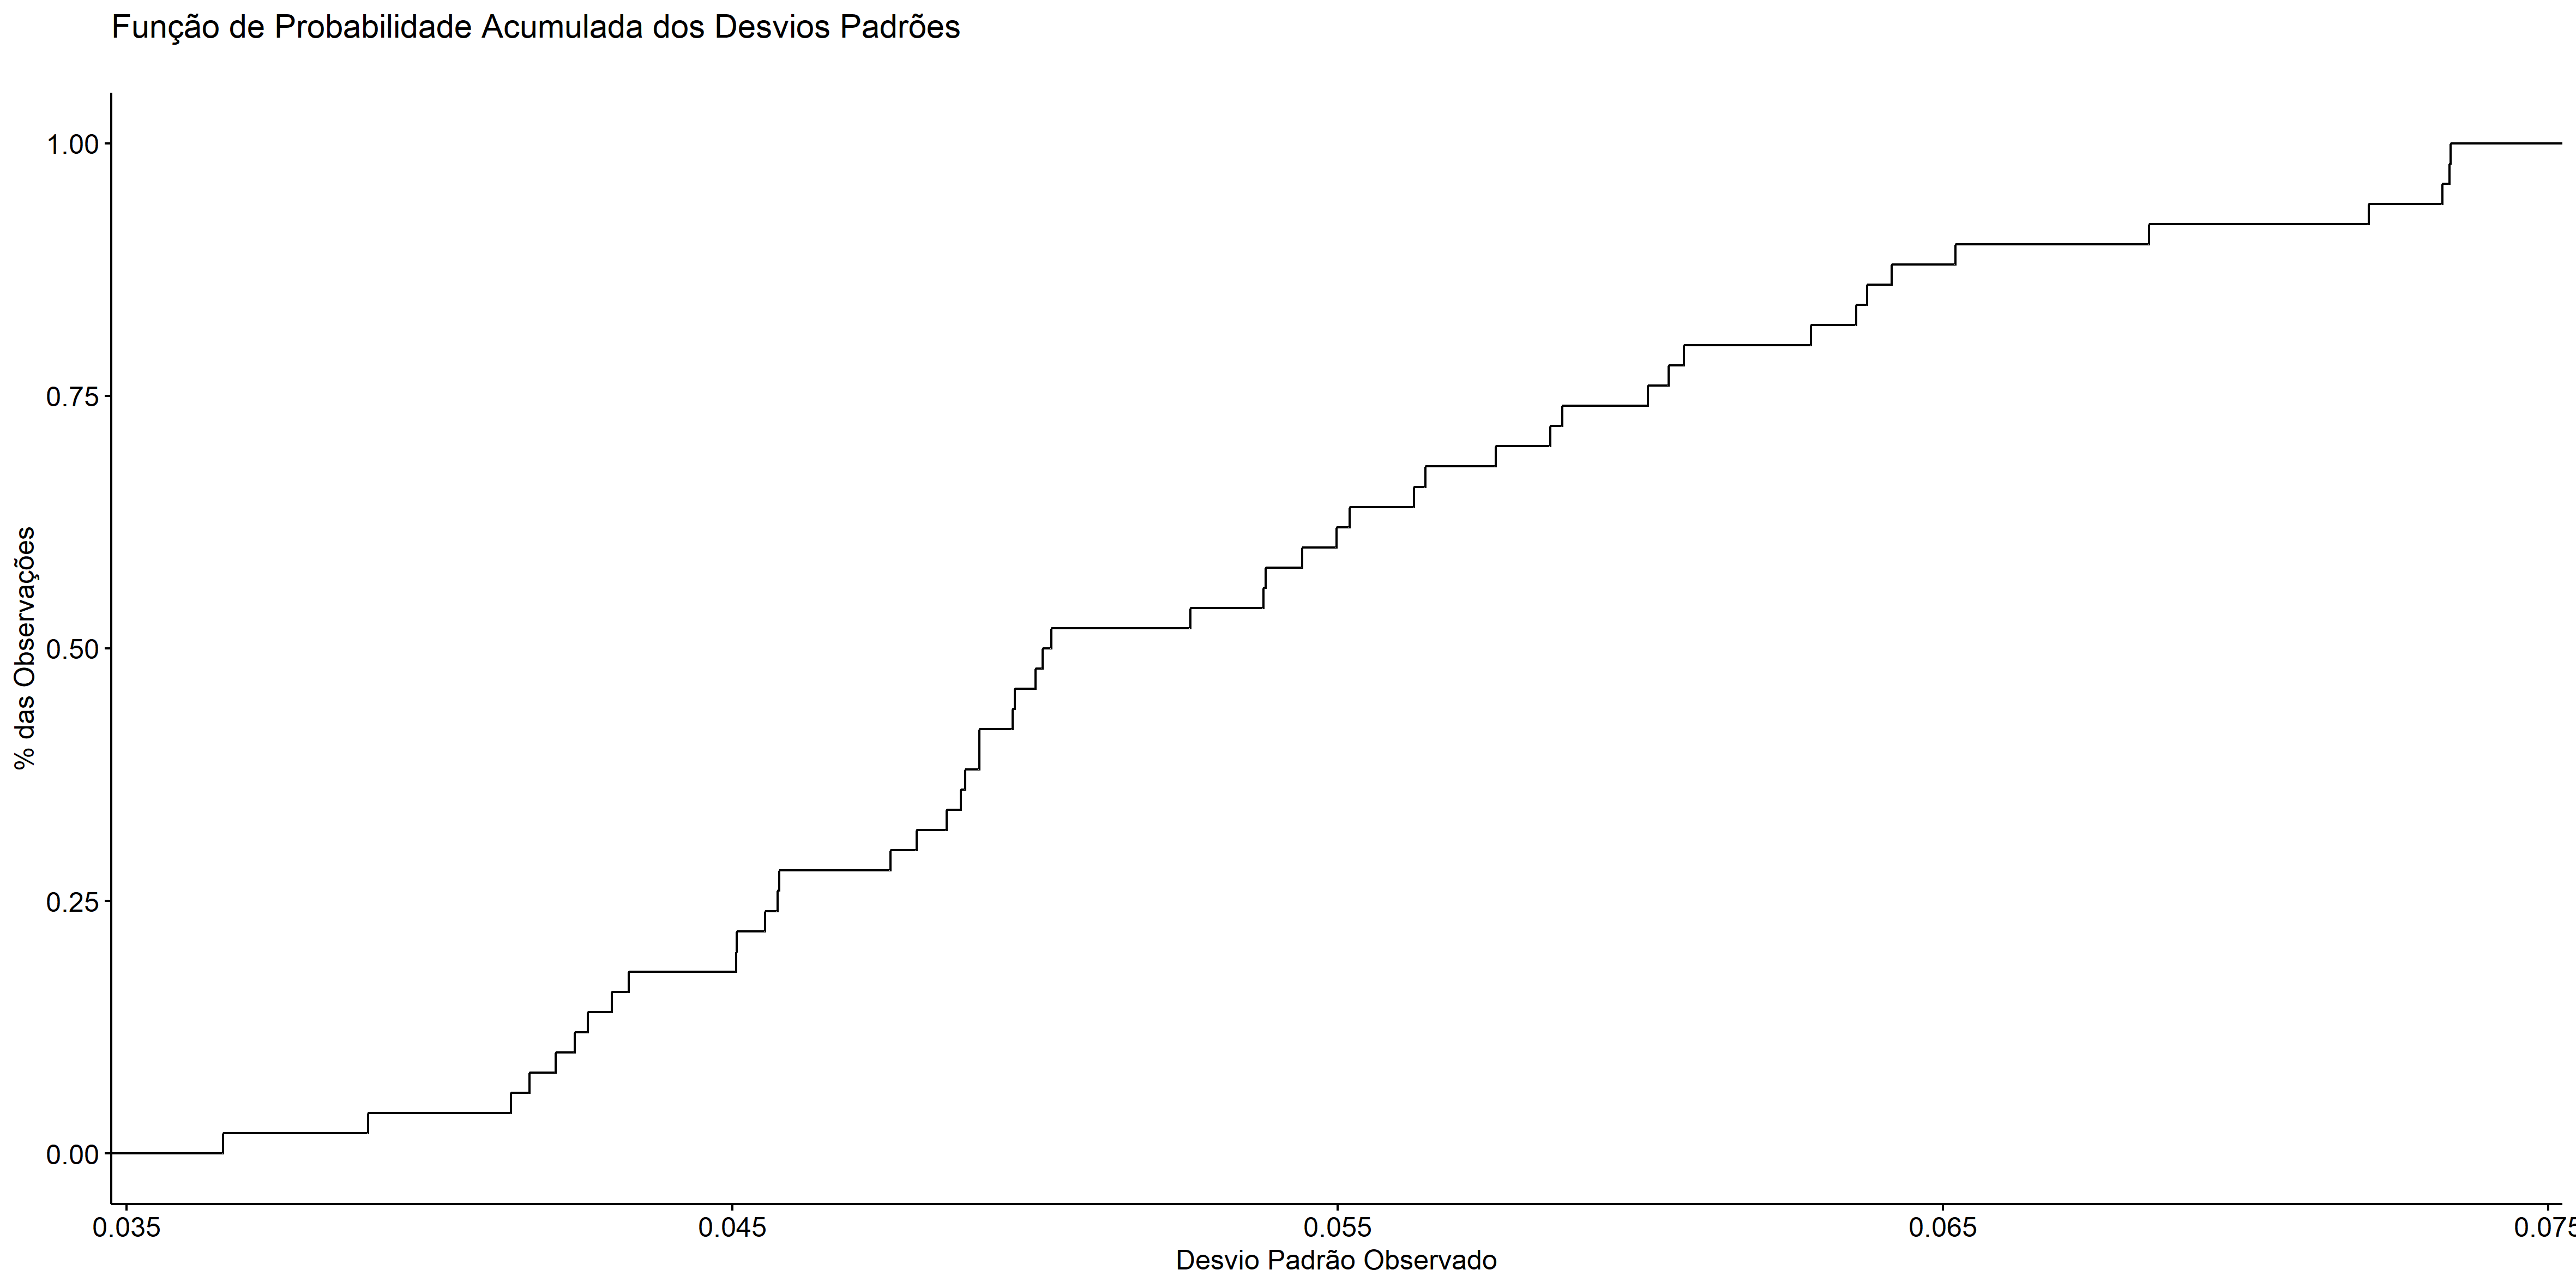 Função de Probabilidade Acumulada dos Desvios Padrões
1.00
0.75
0.50
0.25
0.00
% das Observações
0.035 0.045 0.055 0.065 0.075
Desvio Padrão Observado